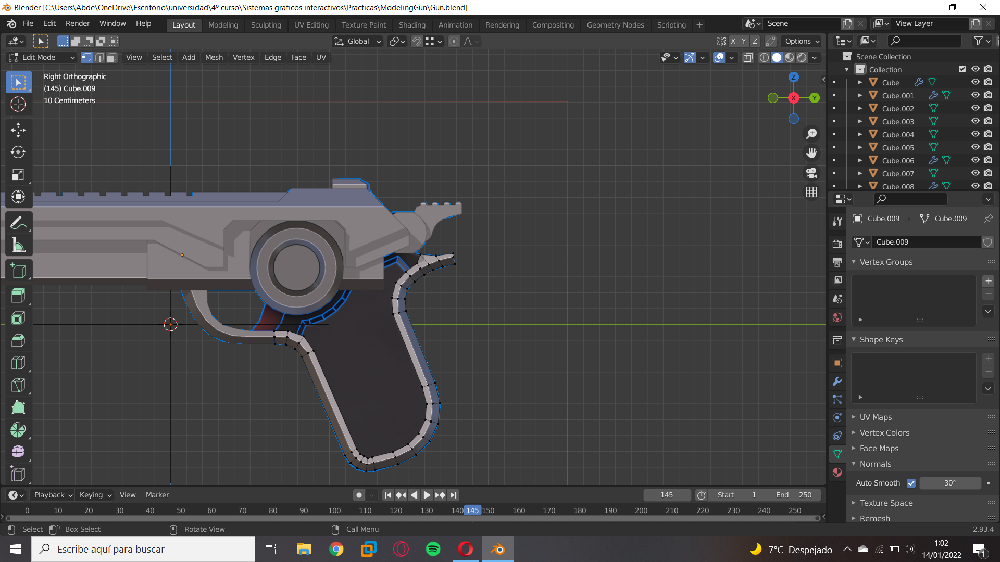 Blender [C:\Users\Abde\OneDrive\Escritorio\universidad\4º curso\Sistemas graficos interactivos\Practicas\ModelingGun\Gun.blend]
File Edit Render Window Help Layout Modeling Sculpting UV Editing Texture Paint Shading Animation Rendering Compositing Geometry Nodes Scripting + Scene View Layer
Global X Y Z Options
Edit Mode View Select Add Mesh Vertex Edge Face UV
Right Orthographic
(145) Cube.009
10 Centimeters
Z
X
Y
Scene Collection
Collection
Cube
Cube.001
Cube.002
Cube.003
Cube.004
Cube.005
Cube.006
Cube.007
Cube.008
Cube.009 Cube.009
Cube.009
Vertex Groups
Shape Keys
UV Maps
Vertex Colors
Face Maps
Normals
Auto Smooth 30°
Texture Space
Remesh
Playback Keying View Marker 145 Start 1 End 250
0 10 20 30 40 50 60 70 80 90 100 110 120 130 140 145 150 160 170 180 190 200 210 220 230 240 250
Select Box Select Rotate View Call Menu 2.93.4
Escribe aquí para buscar
7°C Despejado
1:02
14/01/2022
1